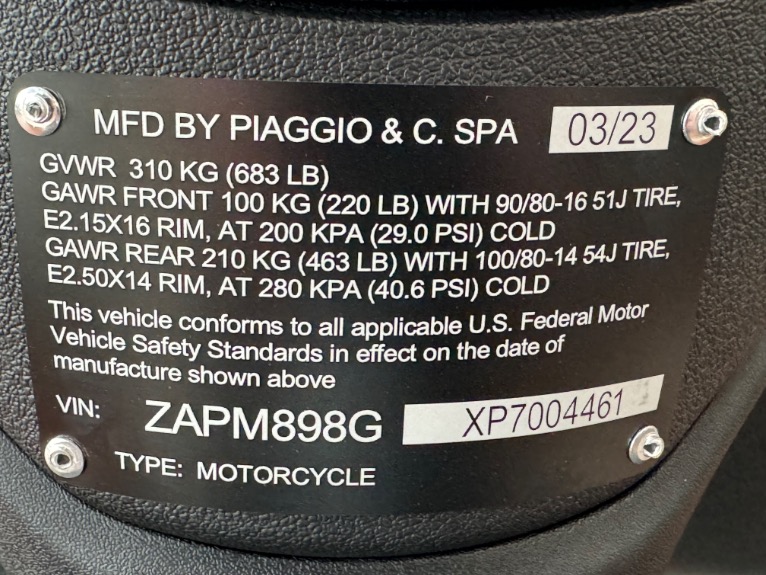 MFD BY PIAGGIO & C. SPA 03/23
GVWR 310 KG (683 LB)
GAWR FRONT 100 KG (220 LB) WITH 90/80-16 51J TIRE,
E2.15X16 RIM, AT 200 KPA (29.0 PSI) COLD
GAWR REAR 210 KG (463 LB) WITH 100/80-14 54J TIRE,
E2.50X14 RIM, AT 280 KPA (40.6 PSI) COLD
This vehicle conforms to all applicable U.S. Federal Motor
Vehicle Safety Standards in effect on the date of
manufacture shown above
VIN: ZAPM898G XP7004461
TYPE: MOTORCYCLE